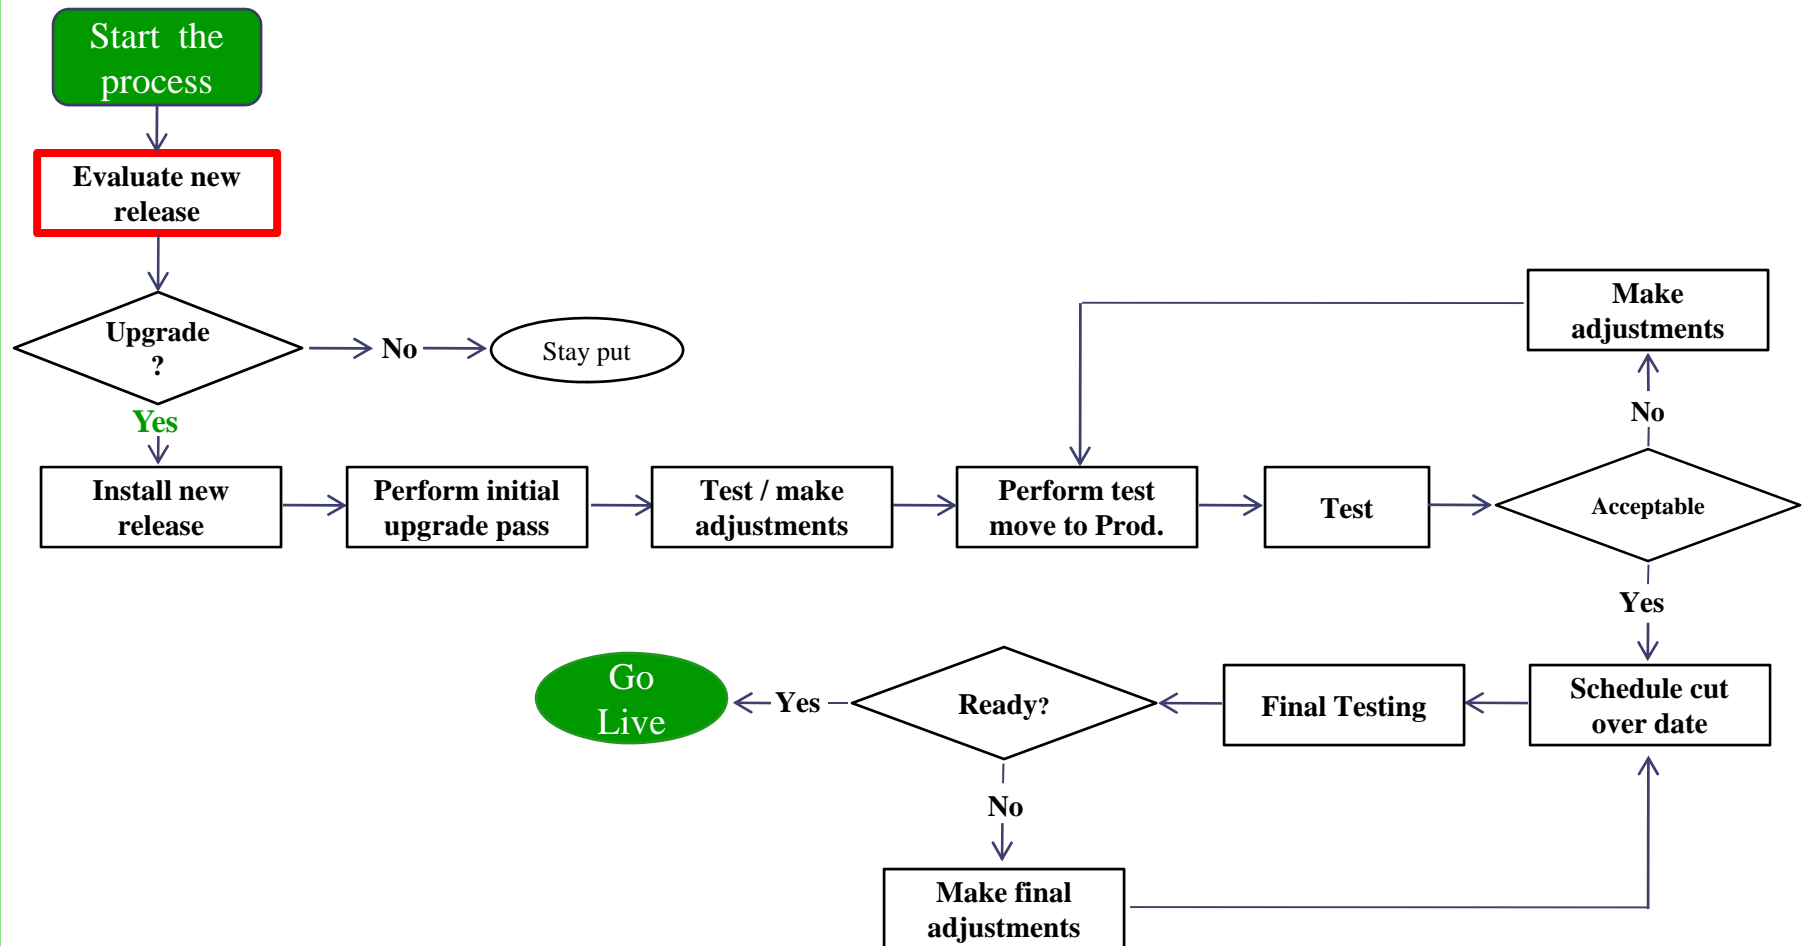 Start the
process
Evaluate new
release
Upgrade
?
No
Stay put
Yes
Install new
release
Perform initial
upgrade pass
Test / make
adjustments
Perform test
move to Prod.
Test
Acceptable
No
Make
adjustments
Yes
Schedule cut
over date
Final Testing
Ready?
Yes
Go
Live
No
Make final
adjustments